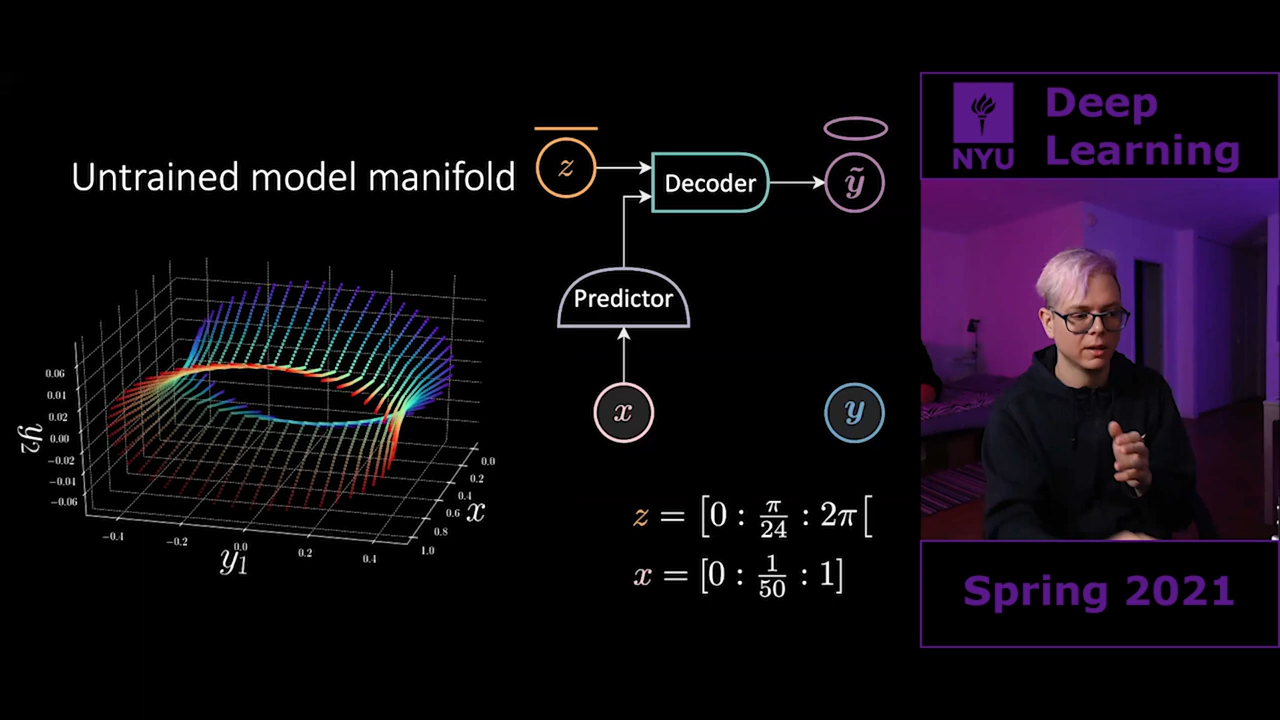 Untrained model manifold
z
Decoder
ỹ
Predictor
x
y
0.06
0.01
0.02
0.00
−0.02
−0.01
−0.06
y₂
−0.4
−0.2
0.0
0.2
0.4
y₁
0.0
0.2
0.4
0.6
0.8
1.0
x
z = [0 : π/24 : 2π[
x = [0 : 1/50 : 1]
NYU
Deep
Learning
Spring 2021